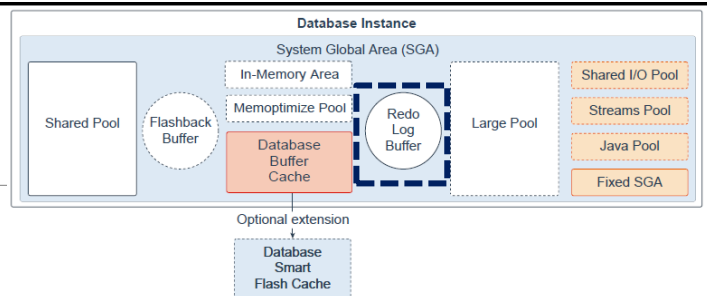 Database Instance
System Global Area (SGA)
Shared Pool
Flashback
Buffer
In-Memory Area
Memoptimize Pool
Database
Buffer
Cache
Redo
Log
Buffer
Large Pool
Shared I/O Pool
Streams Pool
Java Pool
Fixed SGA
Optional extension
Database
Smart
Flash Cache